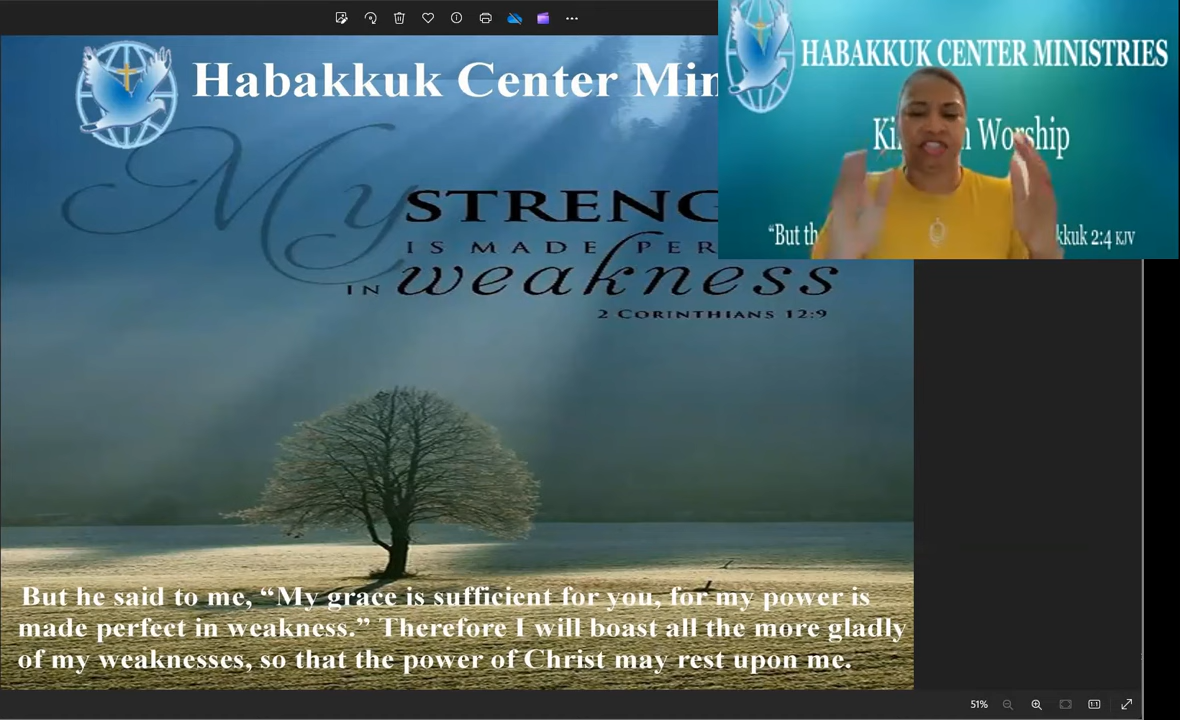 Habakkuk Center Min
My STRENG
IS MADE PER
IN weakness
2 CORINTHIANS 12:9
But he said to me, “My grace is sufficient for you, for my power is
made perfect in weakness.” Therefore I will boast all the more gladly
of my weaknesses, so that the power of Christ may rest upon me.
HABAKKUK CENTER MINISTRIES
Worship
“But th
kkuk 2:4 KJV
51%